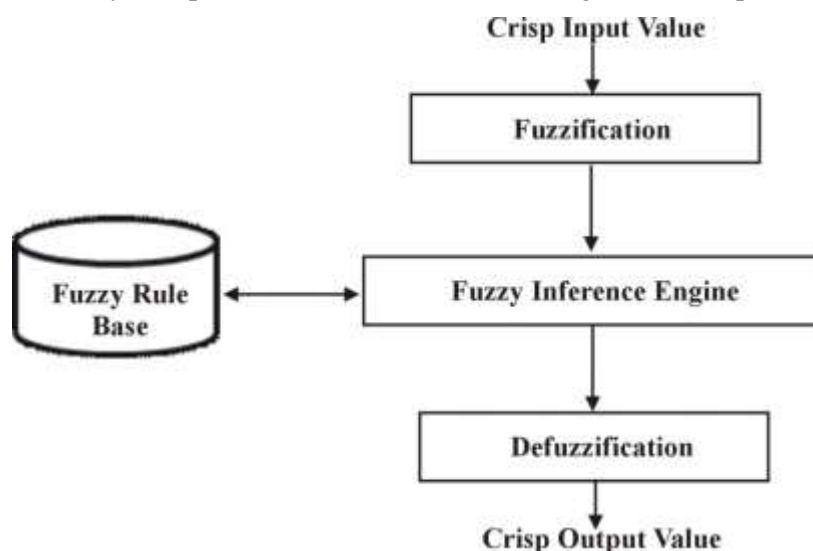 Crisp Input Value
Fuzzification
Fuzzy Rule
Base
Fuzzy Inference Engine
Defuzzification
Crisp Output Value